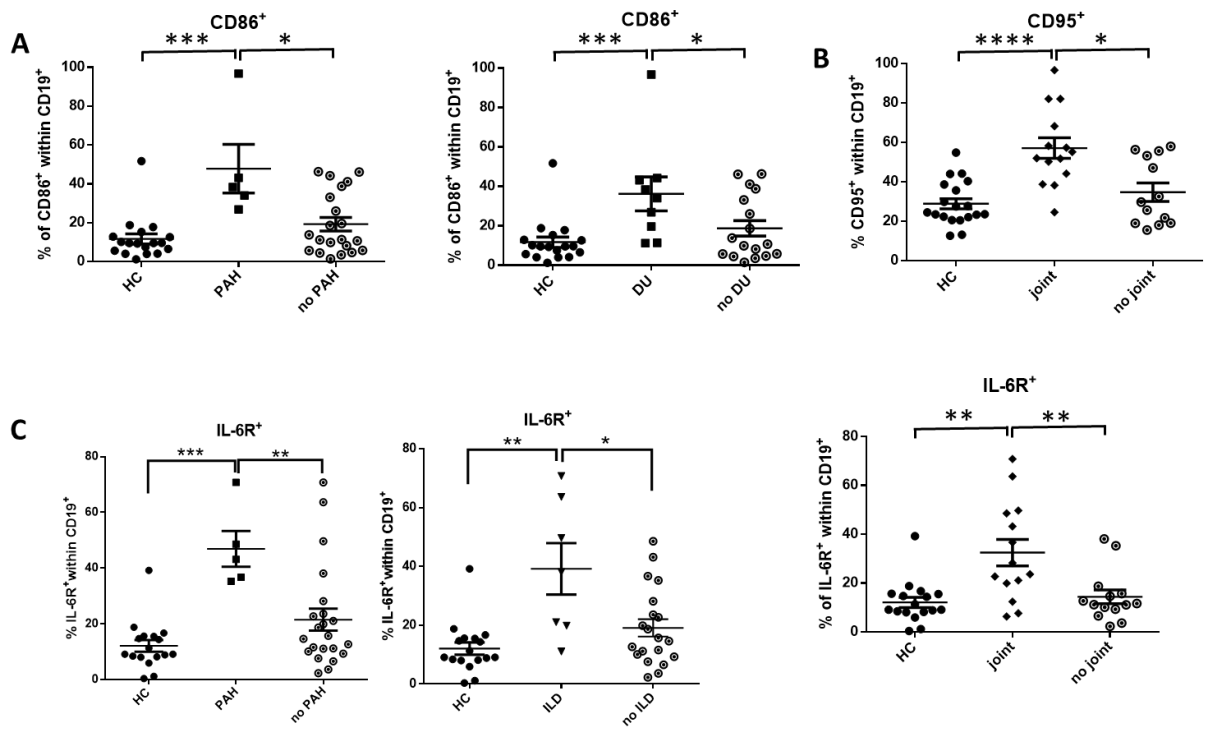 A
CD86⁺
*** *
% of CD86⁺ within CD19⁺
100
80
60
40
20
0
HC PAH no PAH
CD86⁺
*** *
% of CD86⁺ within CD19⁺
100
80
60
40
20
0
HC DU no DU
B
CD95⁺
**** *
% CD95⁺ within CD19⁺
100
80
60
40
20
0
HC joint no joint
C
IL-6R⁺
*** **
% IL-6R⁺within CD19⁺
80
60
40
20
0
HC PAH no PAH
IL-6R⁺
** *
% IL-6R⁺within CD19⁺
80
60
40
20
0
HC ILD no ILD
IL-6R⁺
** **
% of IL-6R⁺ within CD19⁺
80
60
40
20
0
HC joint no joint